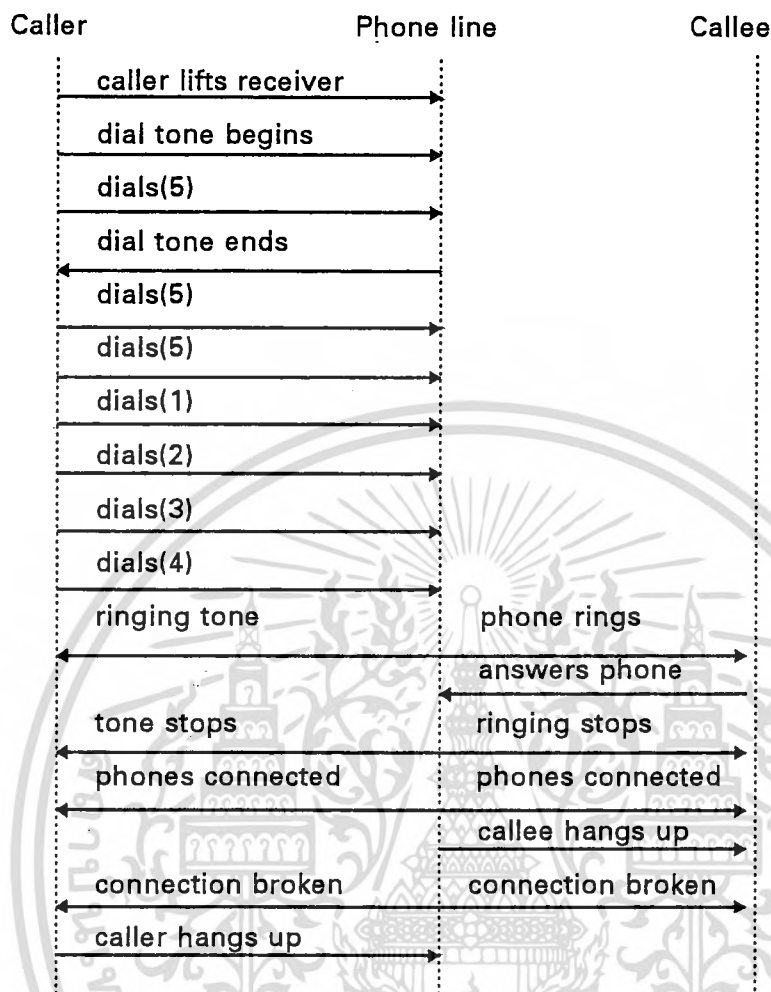 Caller Phone line Callee
caller lifts receiver
dial tone begins
dials(5)
dial tone ends
dials(5)
dials(5)
dials(1)
dials(2)
dials(3)
dials(4)
ringing tone phone rings
answers phone
tone stops ringing stops
phones connected phones connected
callee hangs up
connection broken connection broken
caller hangs up